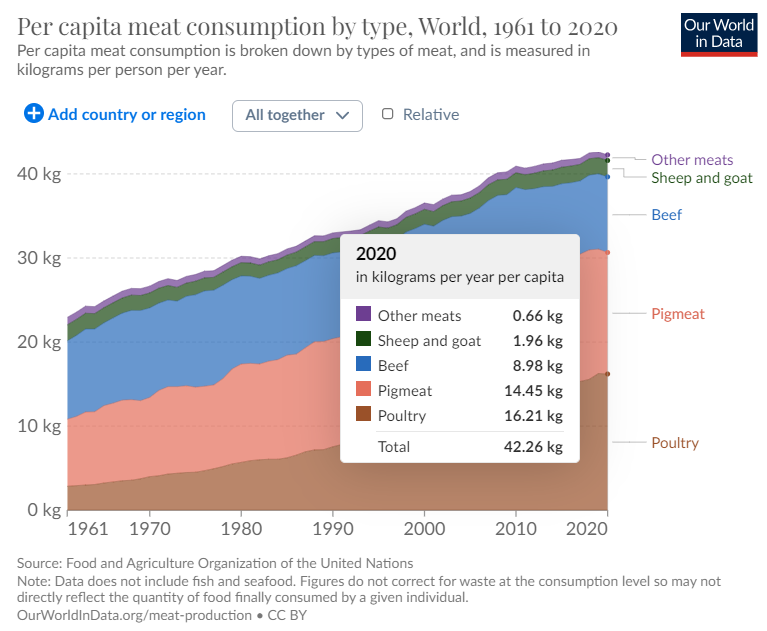 Per capita meat consumption by type, World, 1961 to 2020
Our World
in Data
Per capita meat consumption is broken down by types of meat, and is measured in
kilograms per person per year.
Add country or region
All together
Relative
40 kg
30 kg
20 kg
10 kg
0 kg
Other meats
Sheep and goat
Beef
Pigmeat
Poultry
2020
in kilograms per year per capita
Other meats 0.66 kg
Sheep and goat 1.96 kg
Beef 8.98 kg
Pigmeat 14.45 kg
Poultry 16.21 kg
Total 42.26 kg
1961 1970 1980 1990 2000 2010 2020
Source: Food and Agriculture Organization of the United Nations
Note: Data does not include fish and seafood. Figures do not correct for waste at the consumption level so may not
directly reflect the quantity of food finally consumed by a given individual.
OurWorldInData.org/meat-production • CC BY